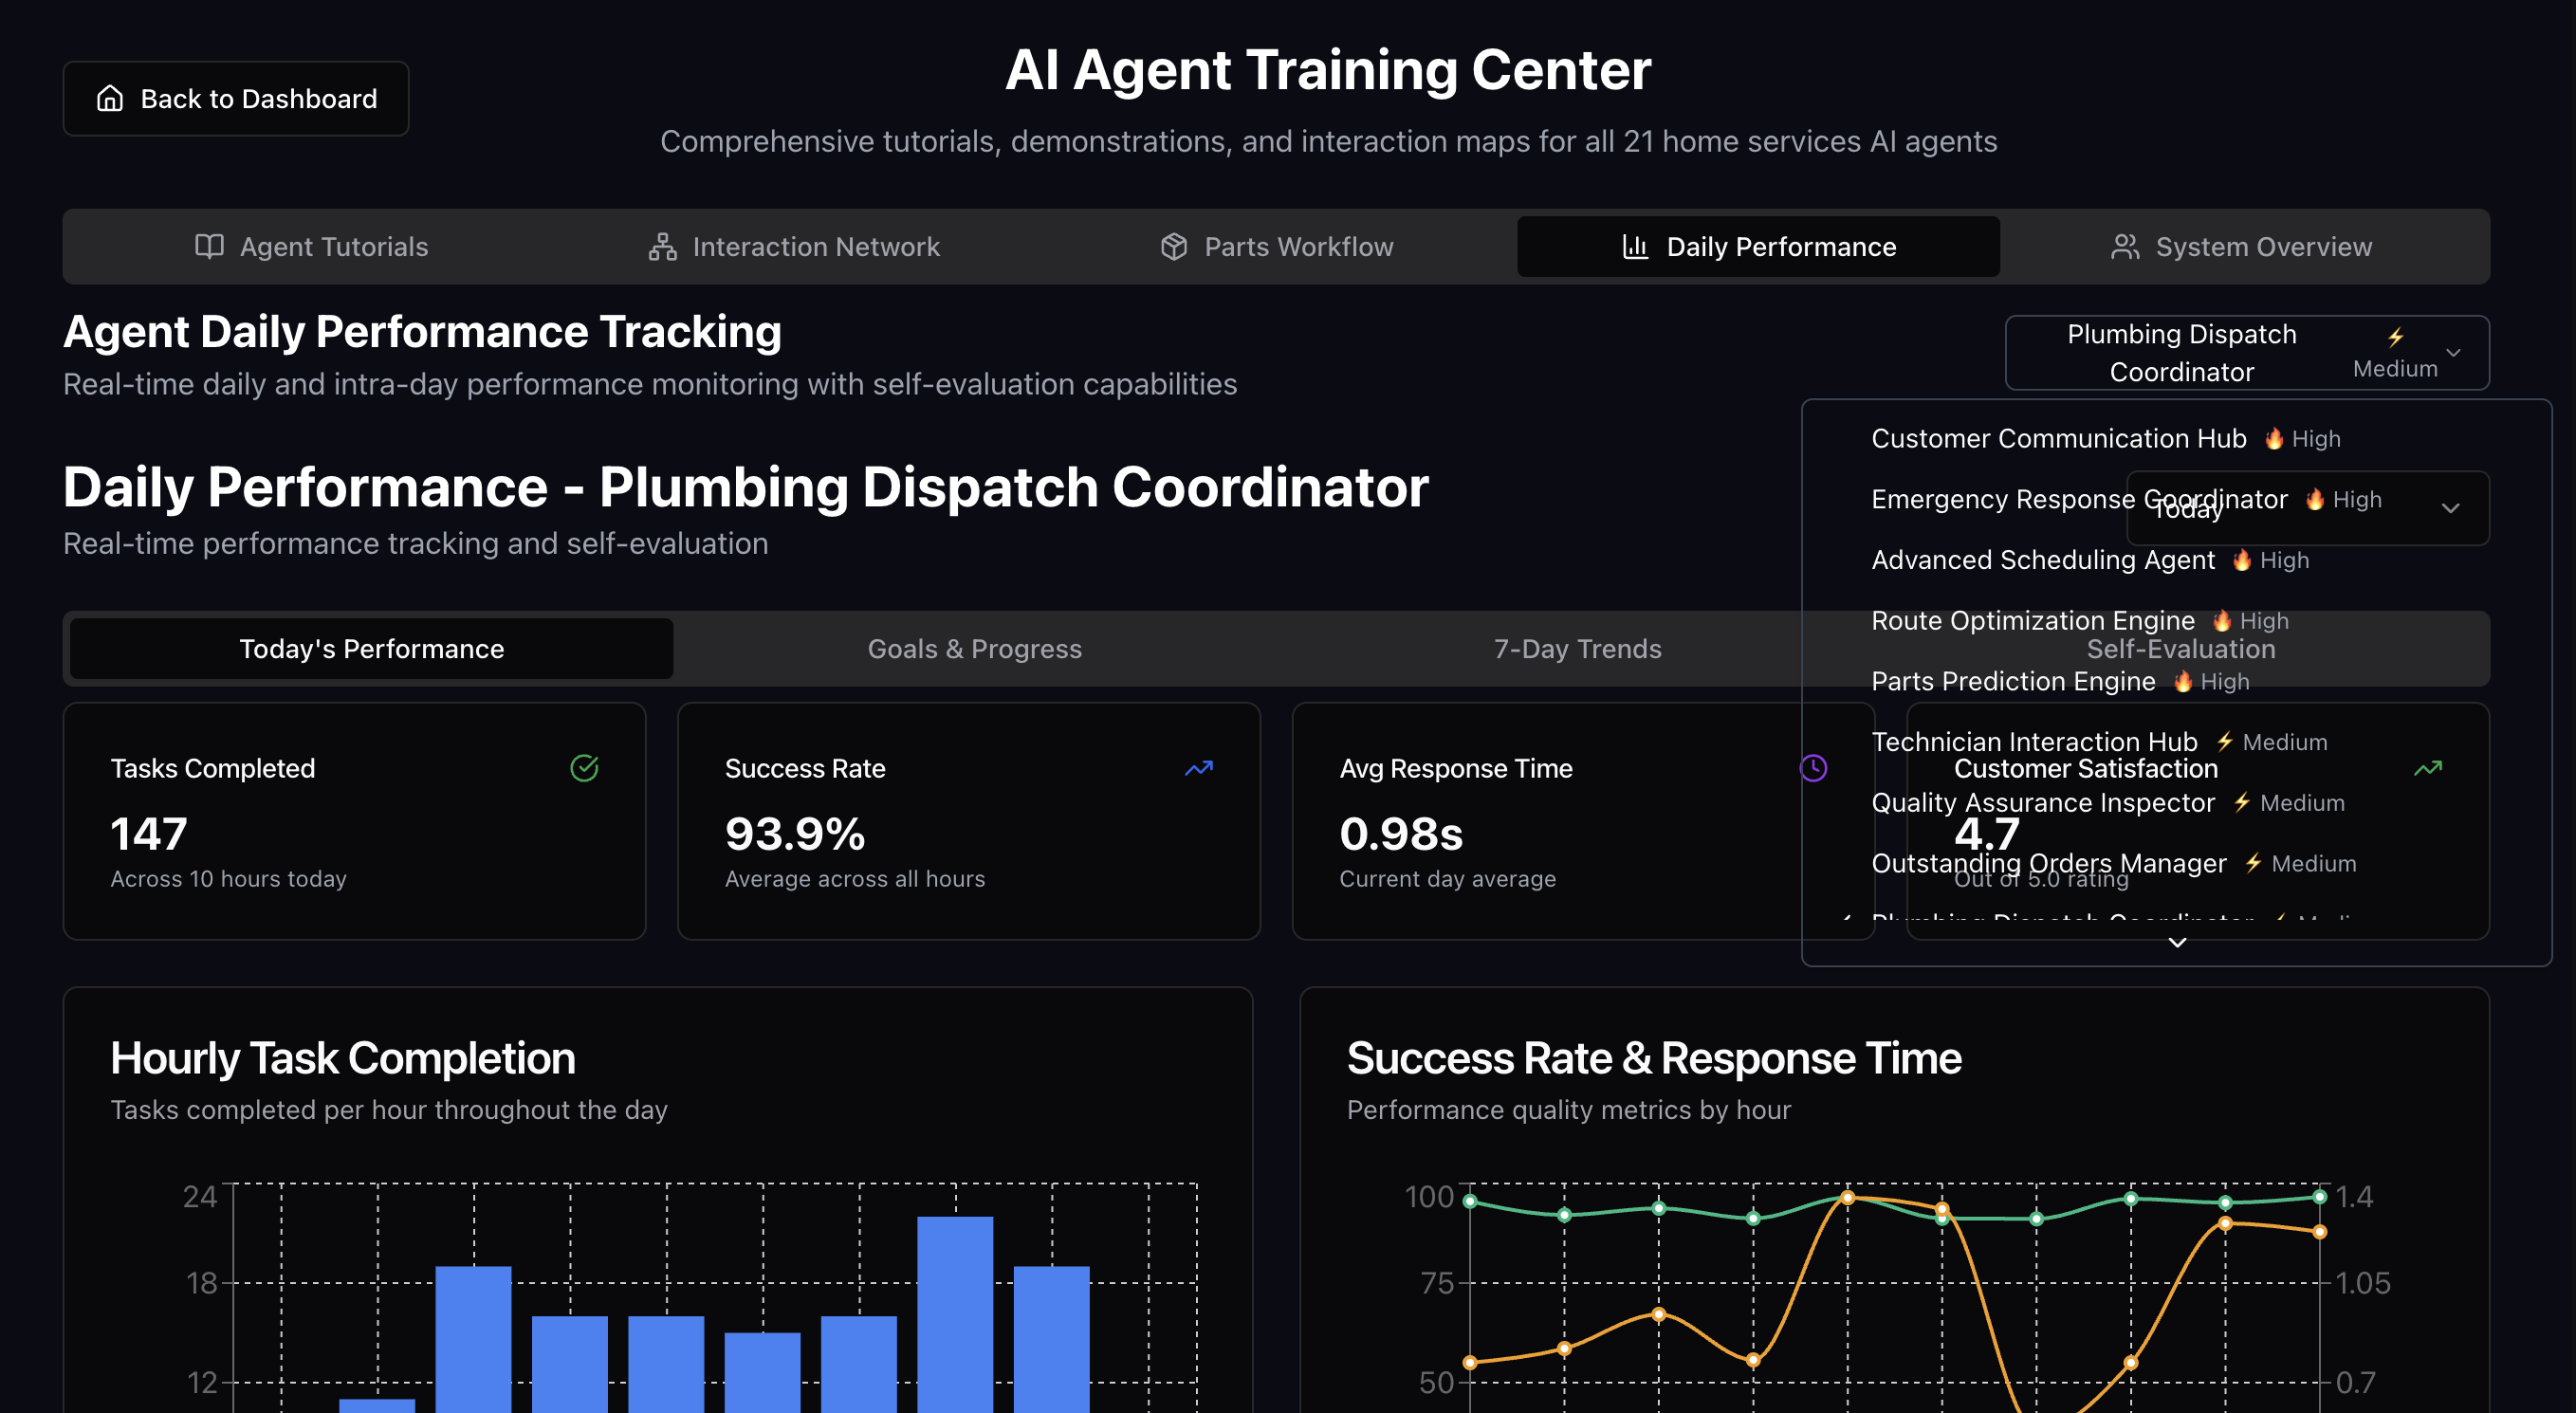 AI Agent Training Center
Back to Dashboard
Comprehensive tutorials, demonstrations, and interaction maps for all 21 home services AI agents
Agent Tutorials
Interaction Network
Parts Workflow
Daily Performance
System Overview
Agent Daily Performance Tracking
Real-time daily and intra-day performance monitoring with self-evaluation capabilities
Plumbing Dispatch
Coordinator
Medium
Customer Communication Hub High
Emergency Response Coordinator High
Advanced Scheduling Agent High
Route Optimization Engine High
Parts Prediction Engine High
Technician Interaction Hub Medium
Quality Assurance Inspector Medium
Outstanding Orders Manager Medium
Plumbing Dispatch Coordinator
Daily Performance - Plumbing Dispatch Coordinator
Real-time performance tracking and self-evaluation
Today
Today's Performance
Goals & Progress
7-Day Trends
Self-Evaluation
Tasks Completed
147
Across 10 hours today
Success Rate
93.9%
Average across all hours
Avg Response Time
0.98s
Current day average
Customer Satisfaction
4.7
Out of 5.0 rating
Hourly Task Completion
Tasks completed per hour throughout the day
24
18
12
Success Rate & Response Time
Performance quality metrics by hour
100
75
50
1.4
1.05
0.7